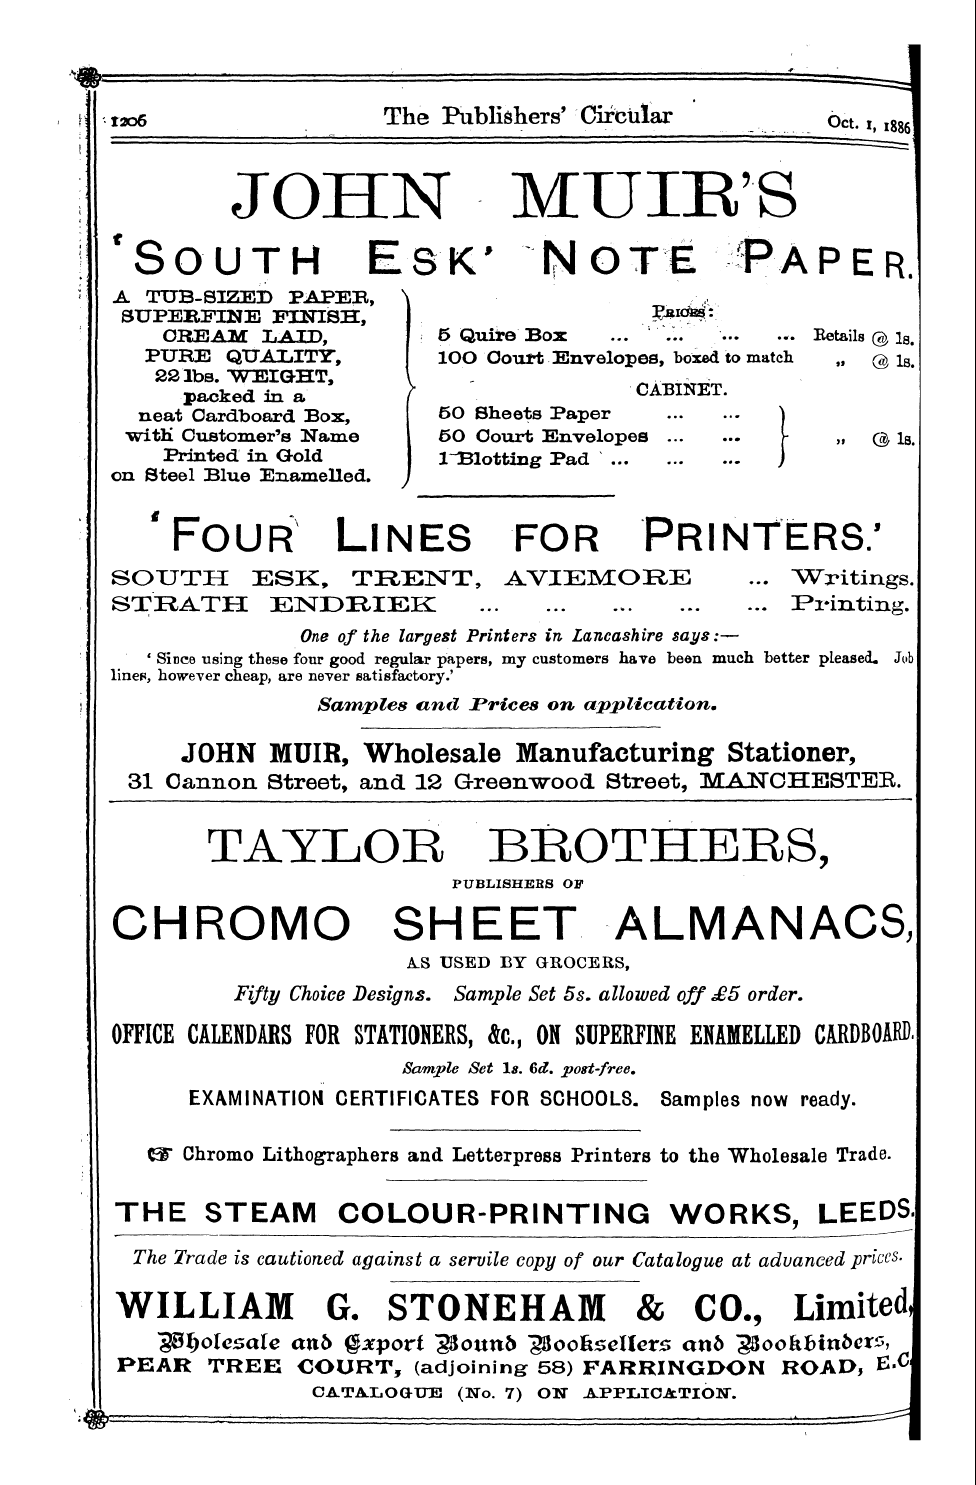 1206 The Publishers' Circular Oct. 1, 1886
JOHN MUIR'S
'SOUTH ESK' NOTE PAPER.
A TUB-SIZED PAPER,
SUPERFINE FINISH,
CREAM LAID,
PURE QUALITY,
22 lbs. WEIGHT,
packed in a
neat Cardboard Box,
with Customer's Name
Printed in Gold
on Steel Blue Enamelled.
PRICES:
5 Quire Box ... ... ... ... Retails @ 1s.
100 Court Envelopes, boxed to match „ @ 1s.
CABINET.
50 Sheets Paper ... ...
50 Court Envelopes ... ... „ @ 1s.
1 Blotting Pad ... ... ...
'FOUR LINES FOR PRINTERS.'
SOUTH ESK, TRENT, AVIEMORE ... Writings.
STRATH ENDRIEK ... ... ... ... ... Printing.
One of the largest Printers in Lancashire says:—
'Since using these four good regular papers, my customers have been much better pleased. Job
lines, however cheap, are never satisfactory.'
Samples and Prices on application.
JOHN MUIR, Wholesale Manufacturing Stationer,
31 Cannon Street, and 12 Greenwood Street, MANCHESTER.
TAYLOR BROTHERS,
PUBLISHERS OF
CHROMO SHEET ALMANACS,
AS USED BY GROCERS,
Fifty Choice Designs. Sample Set 5s. allowed off £5 order.
OFFICE CALENDARS FOR STATIONERS, &c., ON SUPERFINE ENAMELLED CARDBOARD.
Sample Set 1s. 6d. post-free.
EXAMINATION CERTIFICATES FOR SCHOOLS. Samples now ready.
☞ Chromo Lithographers and Letterpress Printers to the Wholesale Trade.
THE STEAM COLOUR-PRINTING WORKS, LEEDS.
The Trade is cautioned against a servile copy of our Catalogue at advanced prices.
WILLIAM G. STONEHAM & CO., Limited,
Wholesale and Export Bound Booksellers and Bookbinders,
PEAR TREE COURT, (adjoining 58) FARRINGDON ROAD, E.C
CATALOGUE (No. 7) ON APPLICATION.